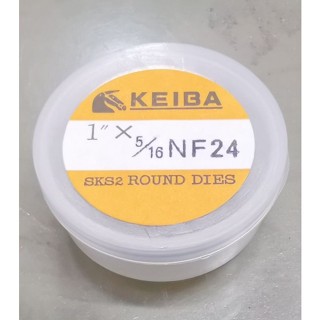 KEIBA
1" × 5/16 NF24
SKS2 ROUND DIES